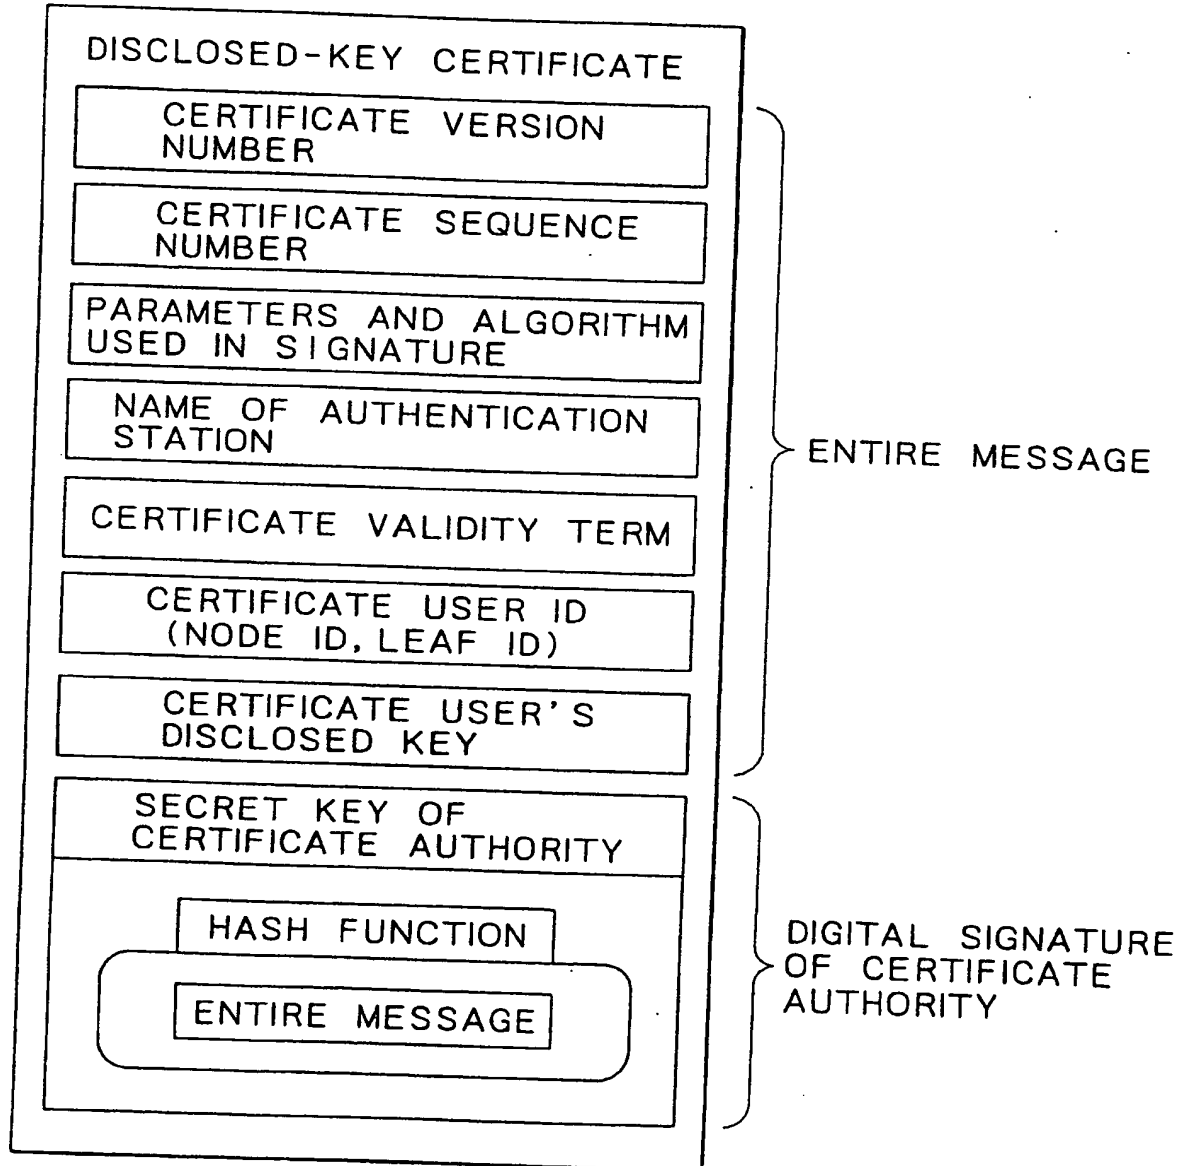 DISCLOSED-KEY CERTIFICATE
CERTIFICATE VERSION
NUMBER
CERTIFICATE SEQUENCE
NUMBER
PARAMETERS AND ALGORITHM
USED IN SIGNATURE
NAME OF AUTHENTICATION
STATION
CERTIFICATE VALIDITY TERM
CERTIFICATE USER ID
(NODE ID, LEAF ID)
CERTIFICATE USER'S
DISCLOSED KEY
ENTIRE MESSAGE
SECRET KEY OF
CERTIFICATE AUTHORITY
HASH FUNCTION
ENTIRE MESSAGE
DIGITAL SIGNATURE
OF CERTIFICATE
AUTHORITY